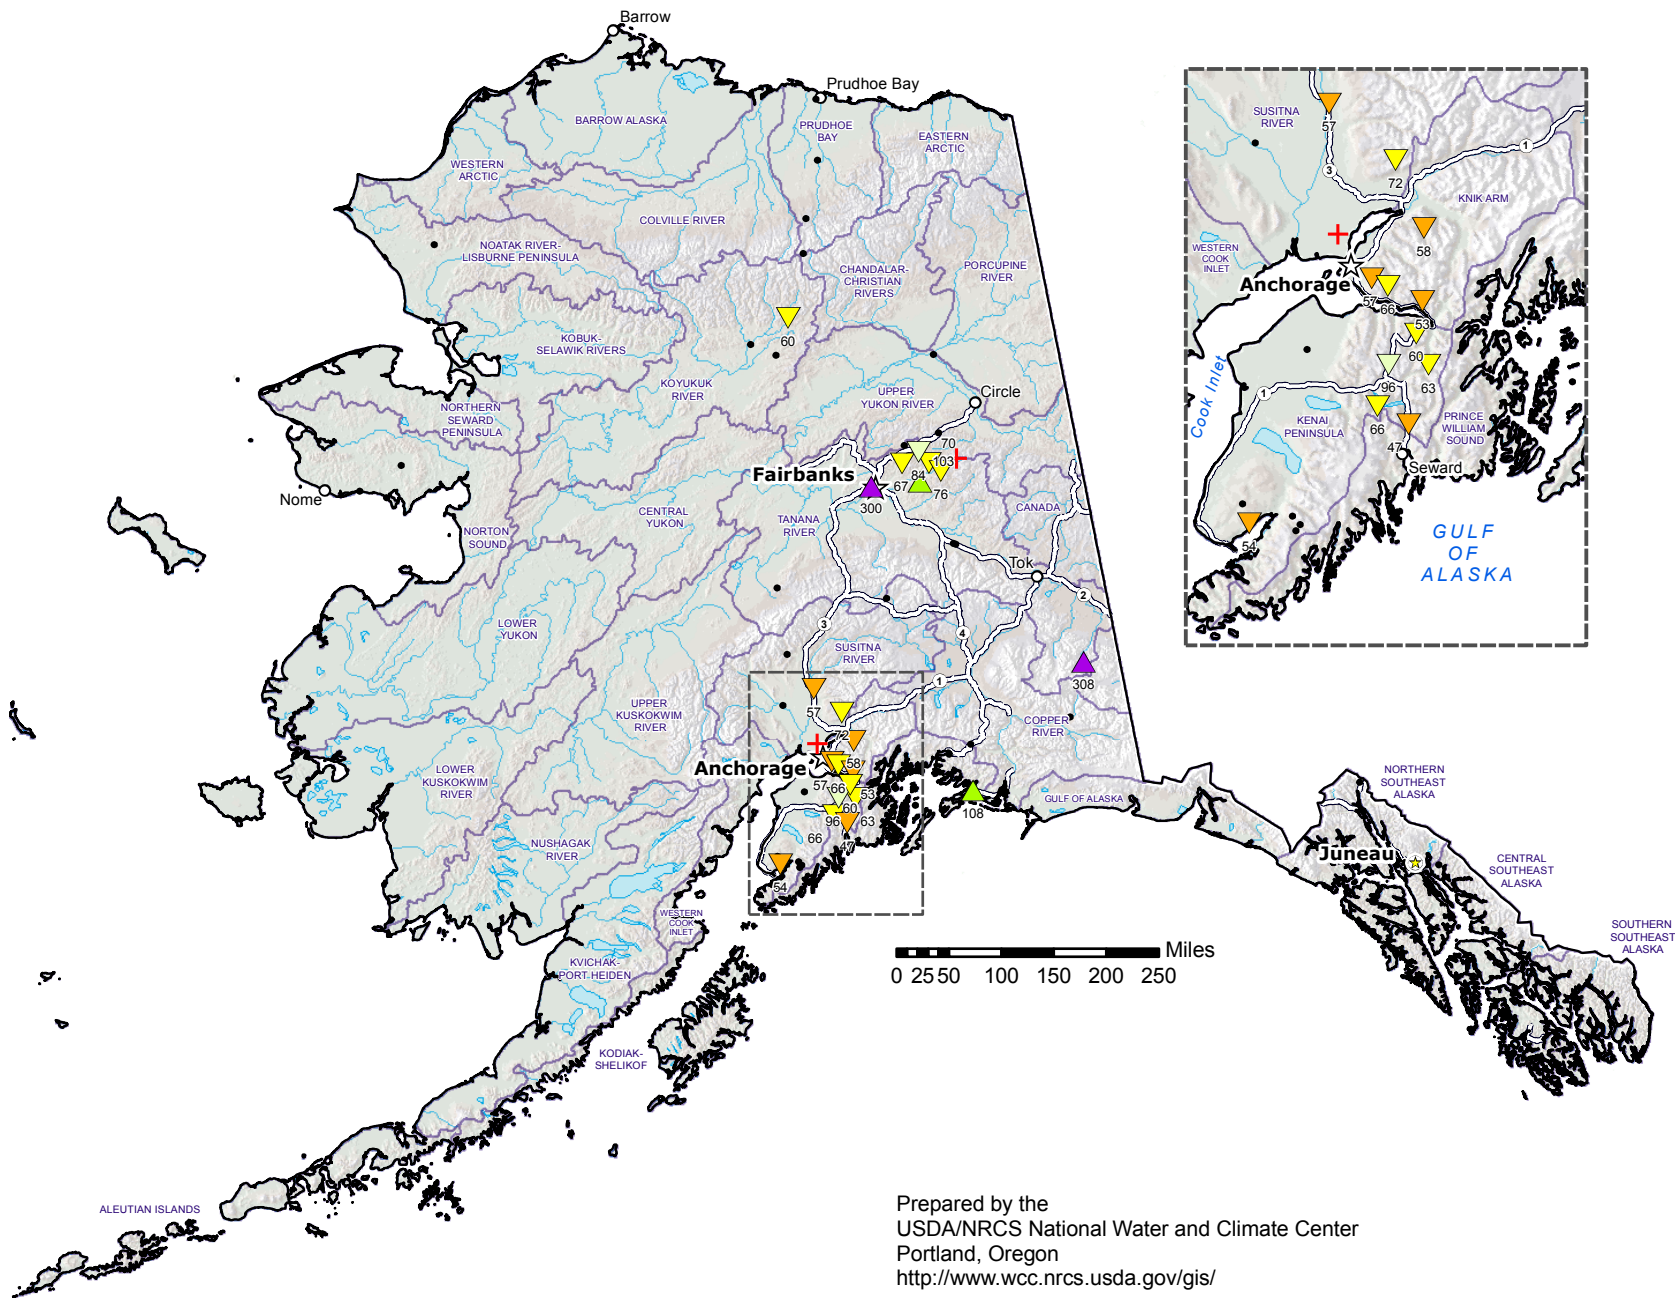 Barrow
Prudhoe Bay
BARROW ALASKA
PRUDHOE
BAY
EASTERN
ARCTIC
WESTERN
ARCTIC
COLVILLE RIVER
NOATAK RIVER-
LISBURNE PENINSULA
CHANDALAR-
CHRISTIAN
RIVERS
PORCUPINE
RIVER
60
KOBUK-
SELAWIK RIVERS
KOYUKUK
RIVER
UPPER
YUKON RIVER
Circle
NORTHERN
SEWARD
PENINSULA
70
103
84
67
76
Fairbanks
300
Nome
CENTRAL
YUKON
TANANA
RIVER
CANADA
NORTON
SOUND
Tok
2
LOWER
YUKON
3
4
SUSITNA
RIVER
308
1
57
UPPER
KUSKOKWIM
RIVER
COPPER
RIVER
72
Anchorage
58
57
66
53
60
96
63
66
47
54
108
GULF OF ALASKA
LOWER
KUSKOKWIM
RIVER
NUSHAGAK
RIVER
WESTERN
COOK
INLET
KVICHAK-
PORT HEIDEN
KODIAK-
SHELIKOF
ALEUTIAN ISLANDS
NORTHERN
SOUTHEAST
ALASKA
Juneau
CENTRAL
SOUTHEAST
ALASKA
SOUTHERN
SOUTHEAST
ALASKA
Miles
0 25 50 100 150 200 250
SUSITNA
RIVER
57
3
1
72
KNIK ARM
58
WESTERN
COOK
INLET
Anchorage
57
66
53
60
63
96
Cook Inlet
1
KENAI
PENINSULA
66
47
PRINCE
WILLIAM
SOUND
Seward
54
GULF
OF
ALASKA
Prepared by the
USDA/NRCS National Water and Climate Center
Portland, Oregon
http://www.wcc.nrcs.usda.gov/gis/